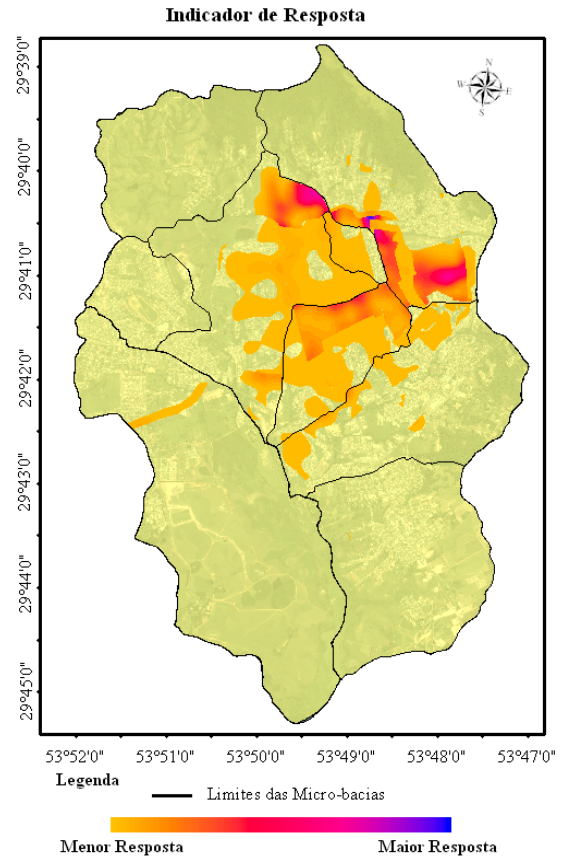 Indicador de Resposta
N
W E
S
29°39'0"
29°40'0"
29°41'0"
29°42'0"
29°43'0"
29°44'0"
29°45'0"
53°52'0" 53°51'0" 53°50'0" 53°49'0" 53°48'0" 53°47'0"
Legenda
Limites das Micro-bacias
Menor Resposta Maior Resposta